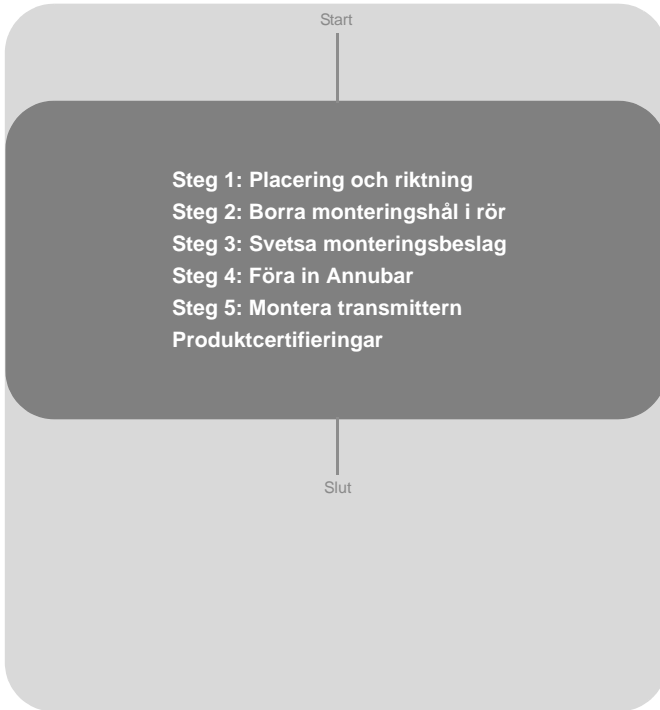 Start
Steg 1: Placering och riktning
Steg 2: Borra monteringshål i rör
Steg 3: Svetsa monteringsbeslag
Steg 4: Föra in Annubar
Steg 5: Montera transmittern
Produktcertifieringar
Slut